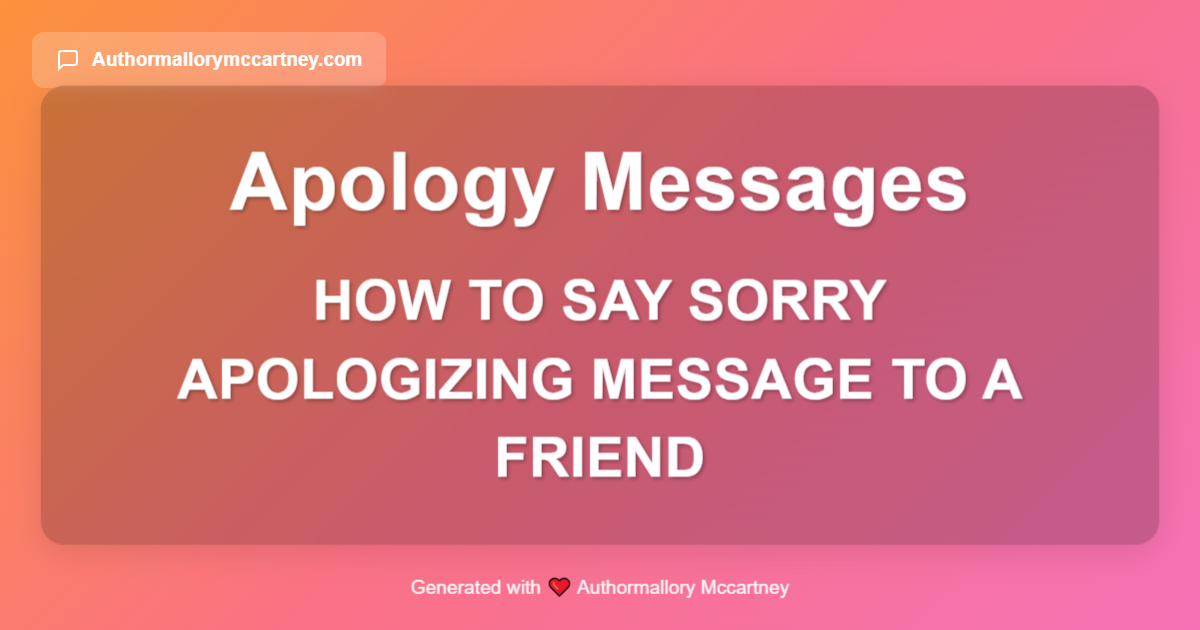 Authormallorymccartney.com
Apology Messages
HOW TO SAY SORRY
APOLOGIZING MESSAGE TO A
FRIEND
Generated with ❤️ Authormallory Mccartney